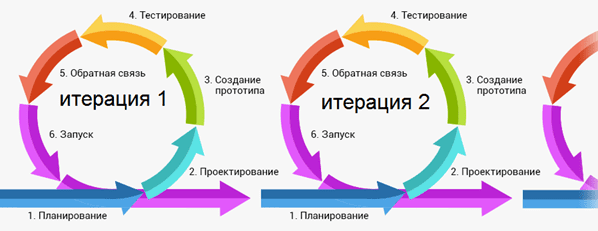 4. Тестирование
5. Обратная связь
3. Создание
прототипа
итерация 1
6. Запуск
2. Проектирование
1. Планирование
4. Тестирование
5. Обратная связь
3. Создание
прототипа
итерация 2
6. Запуск
2. Проектирование
1. Планирование